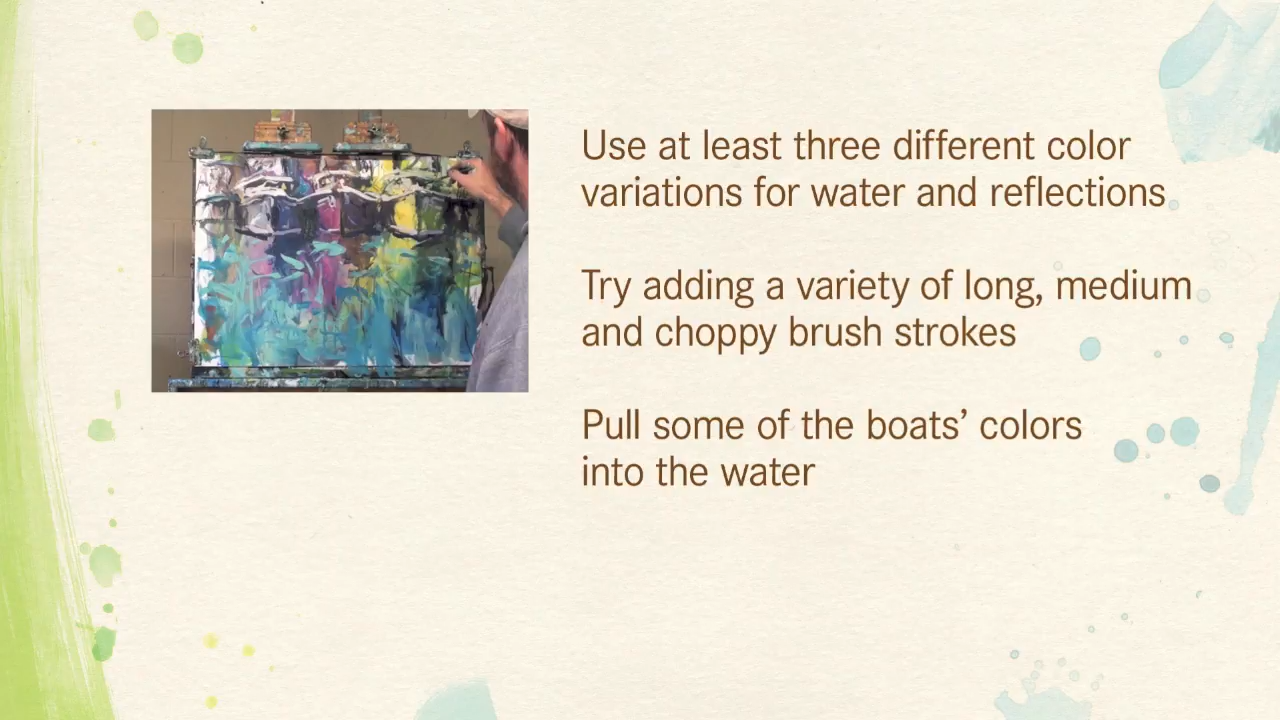 Use at least three different color
variations for water and reflections
Try adding a variety of long, medium
and choppy brush strokes
Pull some of the boats’ colors
into the water